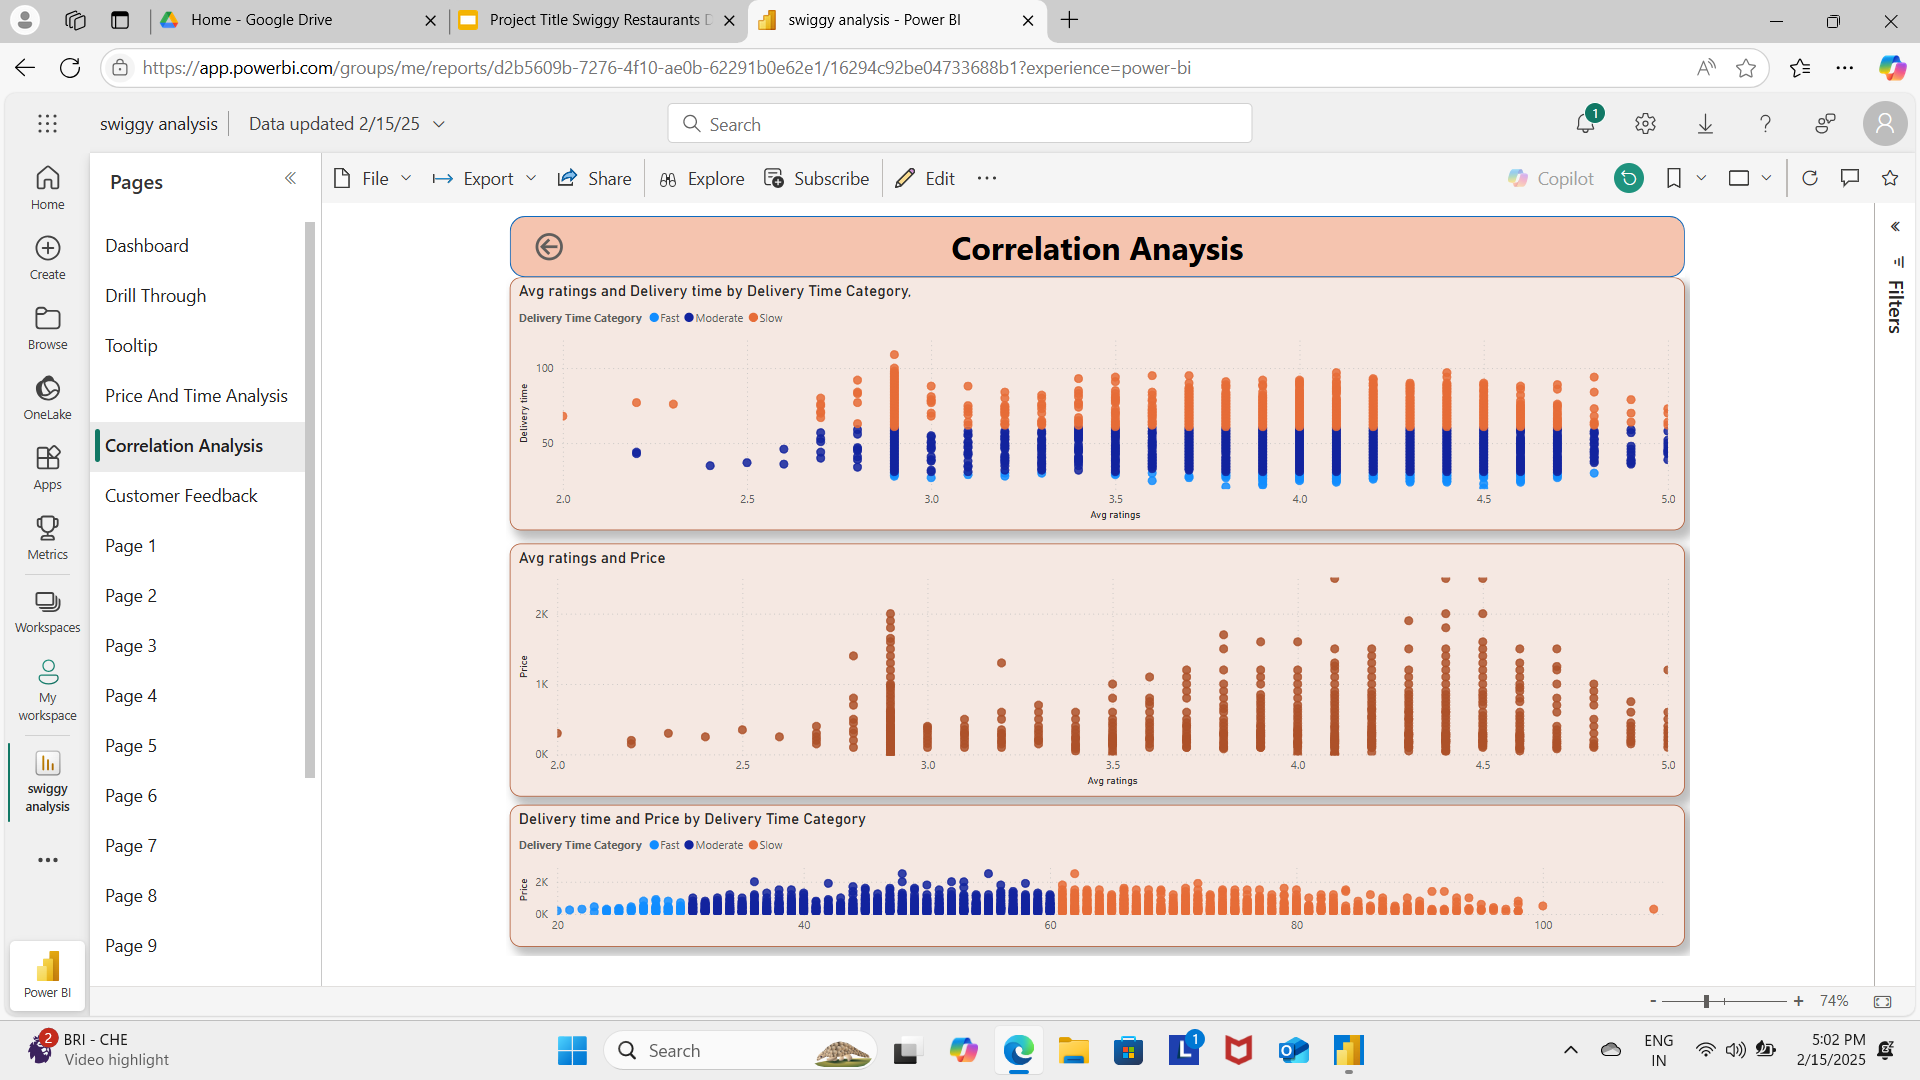 Home - Google Drive
Project Title Swiggy Restaurants D
swiggy analysis - Power BI
https://app.powerbi.com/groups/me/reports/d2b5609b-7276-4f10-ae0b-62291b0e62e1/16294c92be04733688b1?experience=power-bi
swiggy analysis
Data updated 2/15/25
Search
1
Home
Create
Browse
OneLake
Apps
Metrics
Workspaces
My workspace
swiggy analysis
Power BI
Pages
Dashboard
Drill Through
Tooltip
Price And Time Analysis
Correlation Analysis
Customer Feedback
Page 1
Page 2
Page 3
Page 4
Page 5
Page 6
Page 7
Page 8
Page 9
File Export Share Explore Subscribe Edit
Copilot
Filters
Correlation Anaysis
Avg ratings and Delivery time by Delivery Time Category,
Delivery Time Category Fast Moderate Slow
Delivery time
100
50
2.0 2.5 3.0 3.5 4.0 4.5 5.0
Avg ratings
Avg ratings and Price
Price
2K
1K
0K
2.0 2.5 3.0 3.5 4.0 4.5 5.0
Avg ratings
Delivery time and Price by Delivery Time Category
Delivery Time Category Fast Moderate Slow
Price
2K
0K
20 40 60 80 100
- + 74%
2
BRI - CHE
Video highlight
Search
L
1
ENG
IN
5:02 PM
2/15/2025